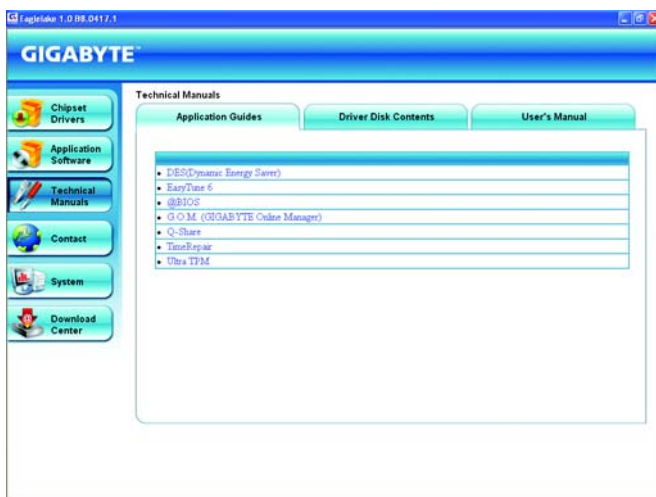 Eaglelake 1.0 B8.0417.1
GIGABYTE™
Technical Manuals
Application Guides
Driver Disk Contents
User's Manual
Chipset
Drivers
Application
Software
Technical
Manuals
Contact
System
Download
Center
DES(Dynamic Energy Saver)
EasyTune 6
@BIOS
G.O.M. (GIGABYTE Online Manager)
Q-Share
TimeRepair
Ultra TPM